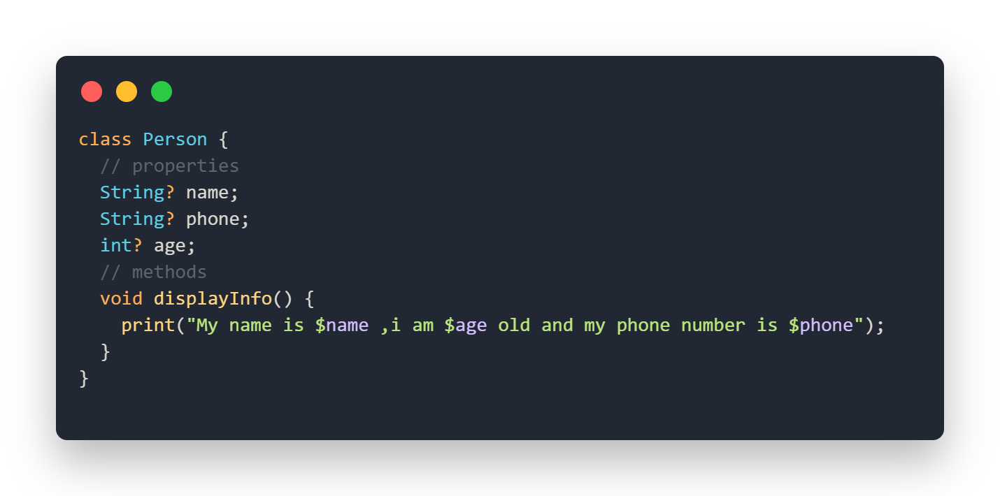 class Person {
  // properties
  String? name;
  String? phone;
  int? age;
  // methods
  void displayInfo() {
    print("My name is $name ,i am $age old and my phone number is $phone");
  }
}